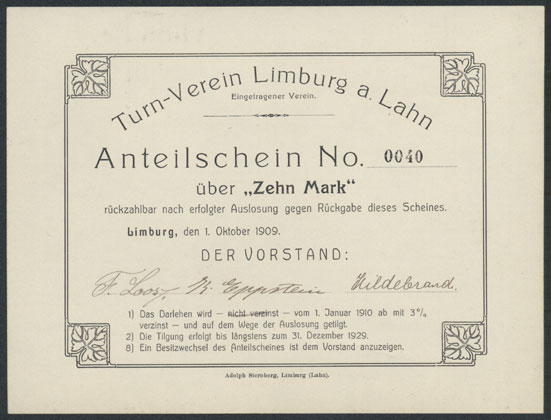 Turn-Verein Limburg a. Lahn
Eingetragener Verein.
Anteilschein No. 0040
über „Zehn Mark"
rückzahlbar nach erfolgter Auslosung gegen Rückgabe dieses Scheines.
Limburg, den 1. Oktober 1909.
DER VORSTAND:
F. Loos, N. Eppstein Hildebrand.
1) Das Darlehen wird — nicht verzinst — vom 1. Januar 1910 ab mit 3% verzinst — und auf dem Wege der Auslosung getilgt.
2) Die Tilgung erfolgt bis längstens zum 31. Dezember 1929.
3) Ein Besitzwechsel des Anteilscheines ist dem Vorstand anzuzeigen.
Adolph Sternberg, Limburg (Lahn).